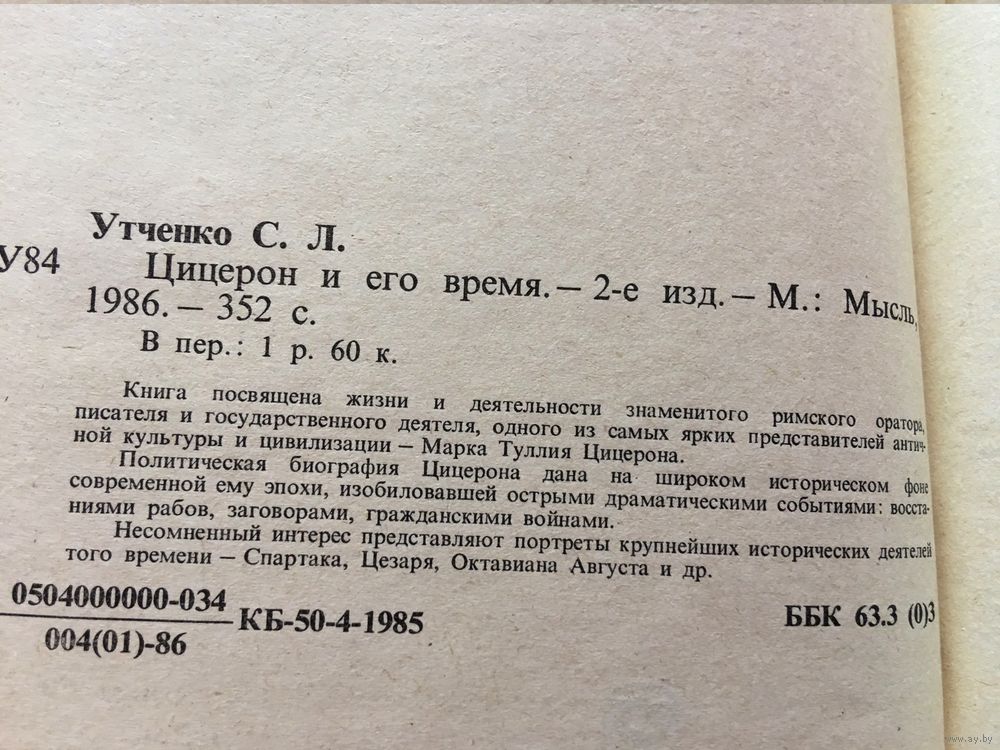 Утченко С. Л.
У84 Цицерон и его время.— 2-е изд.— М.: Мысль,
1986.— 352 с.
В пер.: 1 р. 60 к.
Книга посвящена жизни и деятельности знаменитого римского оратора,
писателя и государственного деятеля, одного из самых ярких представителей антич-
ной культуры и цивилизации — Марка Туллия Цицерона.
Политическая биография Цицерона дана на широком историческом фоне
современной ему эпохи, изобиловавшей острыми драматическими событиями: восста-
ниями рабов, заговорами, гражданскими войнами.
Несомненный интерес представляют портреты крупнейших исторических деятелей
того времени — Спартака, Цезаря, Октавиана Августа и др.
0504000000-034
004(01)-86
КБ-50-4-1985
ББК 63.3 (0)3
www.ay.by